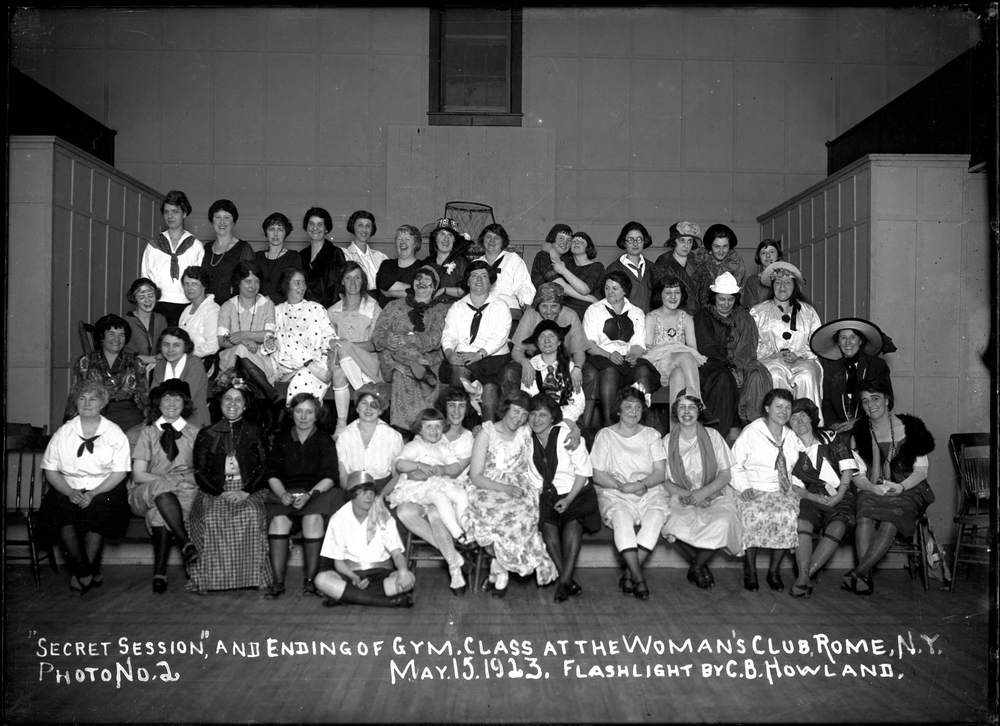 "SECRET SESSION", AND ENDING OF GYM. CLASS AT THE WOMAN'S CLUB, ROME, N.Y.
PHOTO NO. 2 MAY. 15. 1923. FLASHLIGHT BY C.B. HOWLAND.